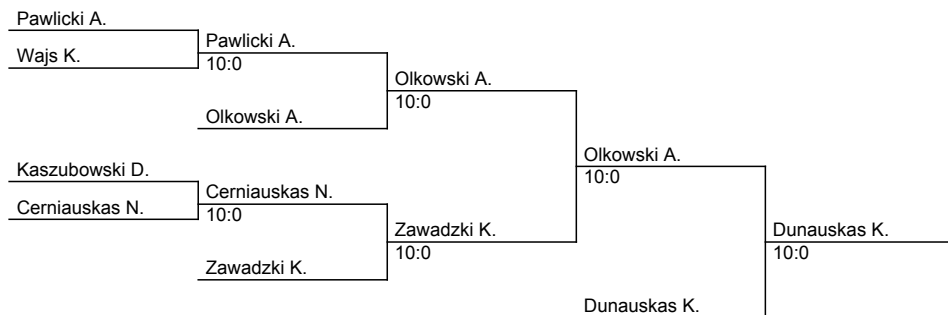 Pawlicki A.
Wajs K.
Pawlicki A.
10:0
Olkowski A.
Olkowski A.
10:0
Kaszubowski D.
Cerniauskas N.
Cerniauskas N.
10:0
Zawadzki K.
Zawadzki K.
10:0
Olkowski A.
10:0
Dunauskas K.
Dunauskas K.
10:0